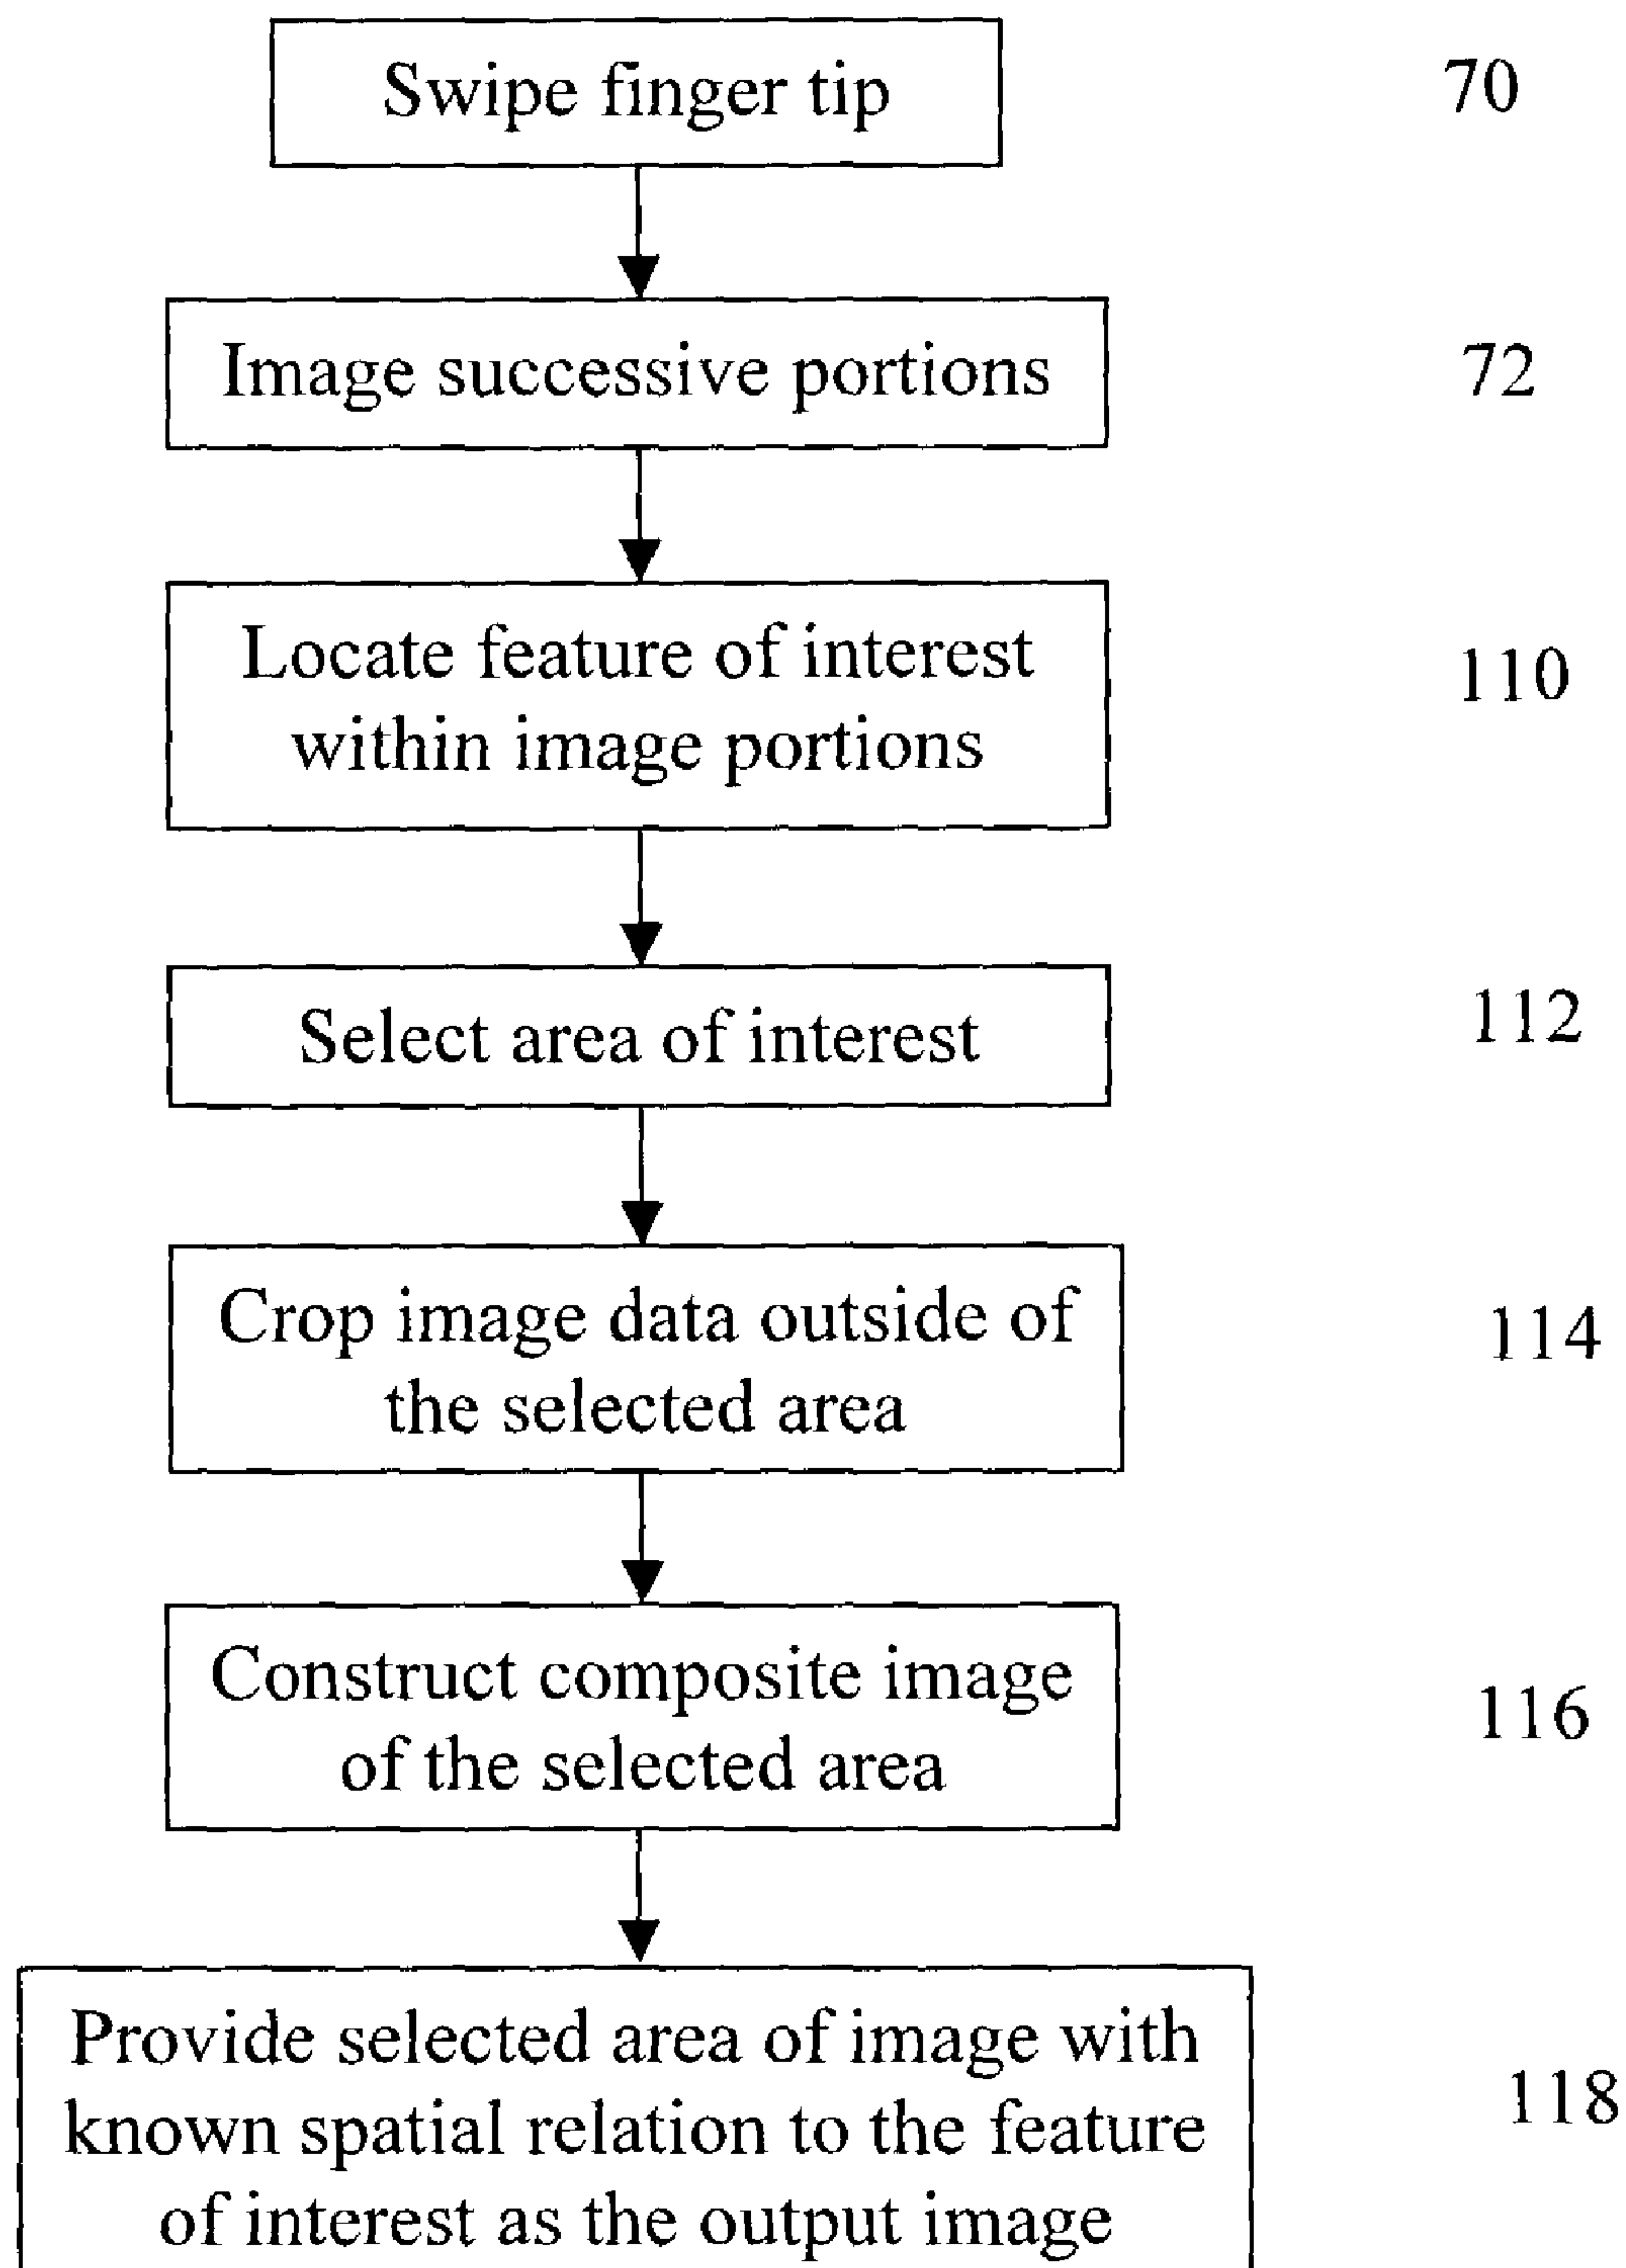 Swipe finger tip
70
Image successive portions
72
Locate feature of interest
within image portions
110
Select area of interest
112
Crop image data outside of
the selected area
114
Construct composite image
of the selected area
116
Provide selected area of image with
known spatial relation to the feature
of interest as the output image
118